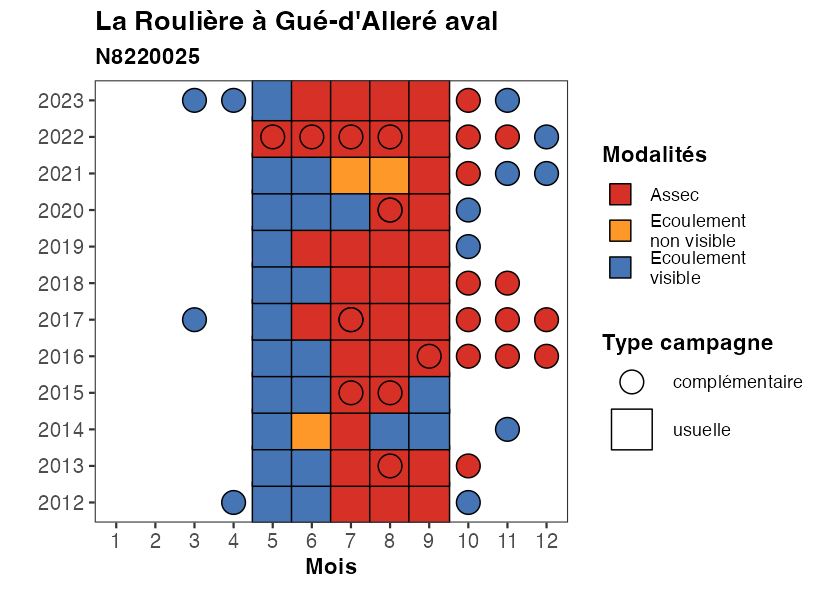 La Roulière à Gué-d'Alleré aval
N8220025
2023
2022
2021
2020
2019
2018
2017
2016
2015
2014
2013
2012
1 2 3 4 5 6 7 8 9 10 11 12
Mois
Modalités
Assec
Ecoulement
non visible
Ecoulement
visible
Type campagne
complémentaire
usuelle